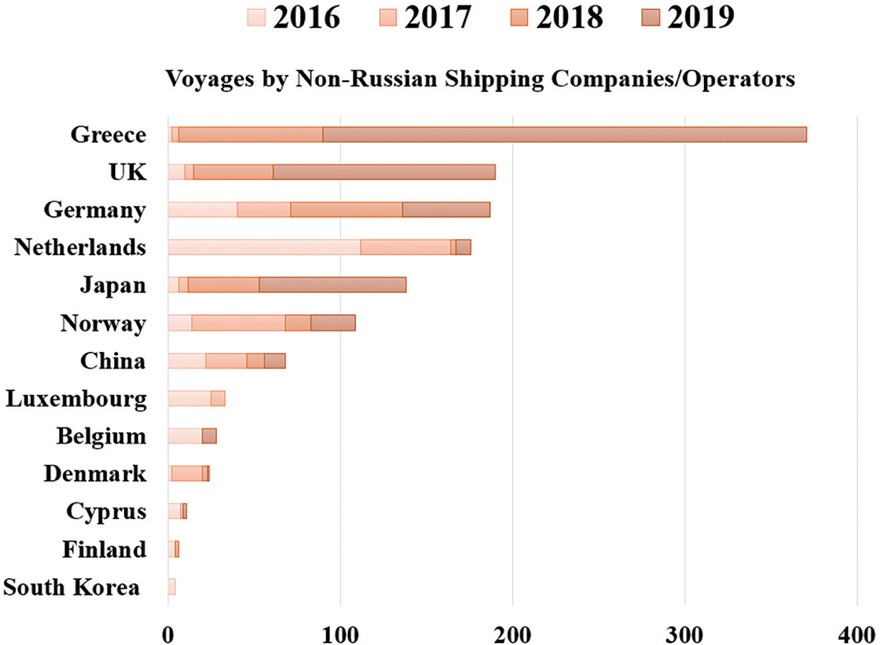 2016 2017 2018 2019
Voyages by Non-Russian Shipping Companies/Operators
Greece
UK
Germany
Netherlands
Japan
Norway
China
Luxembourg
Belgium
Denmark
Cyprus
Finland
South Korea
0 100 200 300 400